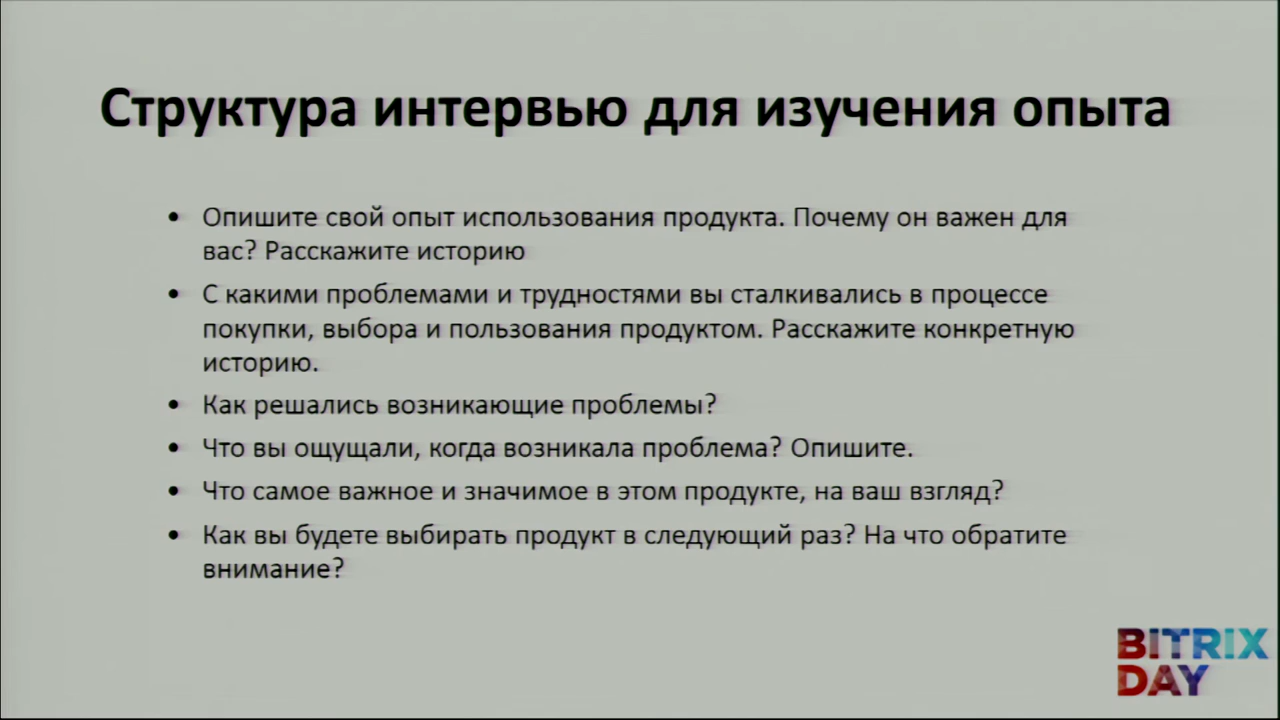 Структура интервью для изучения опыта
• Опишите свой опыт использования продукта. Почему он важен для
вас? Расскажите историю
• С какими проблемами и трудностями вы сталкивались в процессе
покупки, выбора и пользования продуктом. Расскажите конкретную
историю.
• Как решались возникающие проблемы?
• Что вы ощущали, когда возникала проблема? Опишите.
• Что самое важное и значимое в этом продукте, на ваш взгляд?
• Как вы будете выбирать продукт в следующий раз? На что обратите
внимание?
BITRIX
DAY